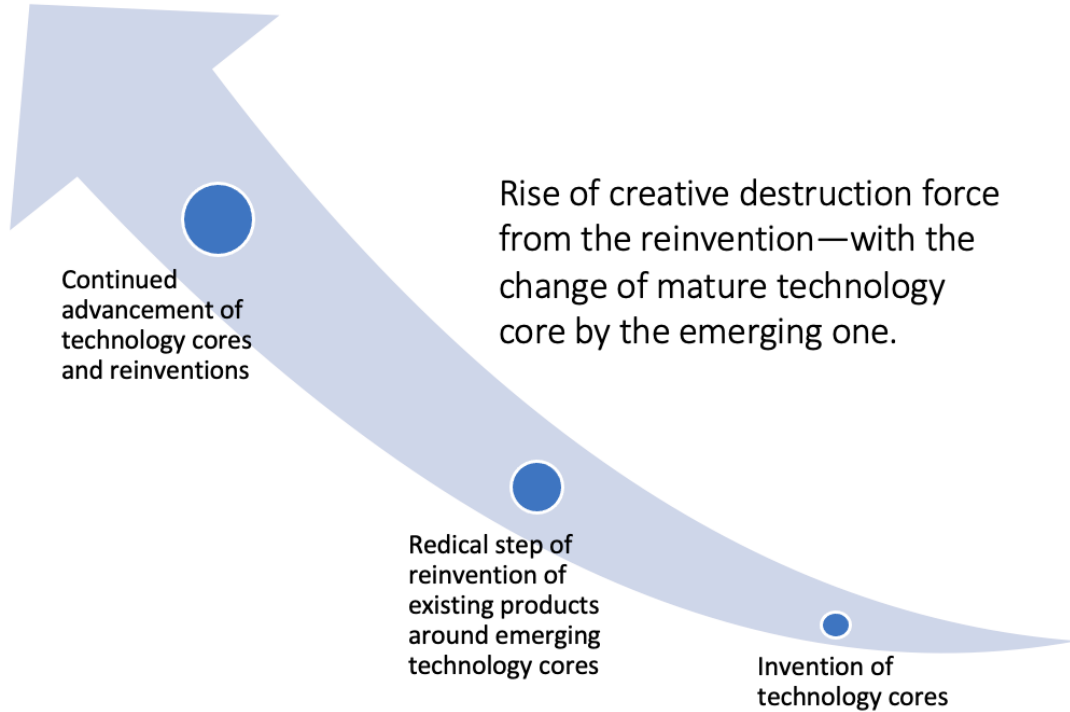 Rise of creative destruction force
from the reinvention—with the
change of mature technology
core by the emerging one.
Continued
advancement of
technology cores
and reinventions
Redical step of
reinvention of
existing products
around emerging
technology cores
Invention of
technology cores